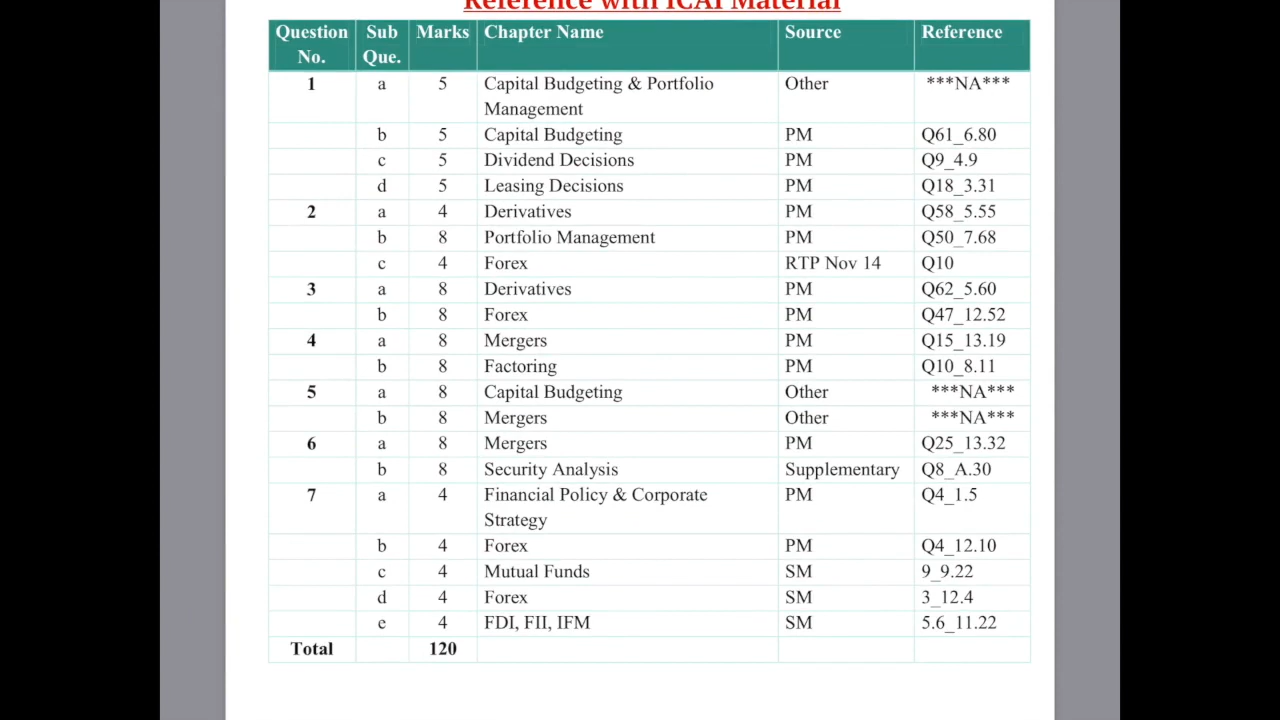 Reference with ICAI Material
Question No. Sub Que. Marks Chapter Name Source Reference
1 a 5 Capital Budgeting & Portfolio Management Other ***NA***
b 5 Capital Budgeting PM Q61_6.80
c 5 Dividend Decisions PM Q9_4.9
d 5 Leasing Decisions PM Q18_3.31
2 a 4 Derivatives PM Q58_5.55
b 8 Portfolio Management PM Q50_7.68
c 4 Forex RTP Nov 14 Q10
3 a 8 Derivatives PM Q62_5.60
b 8 Forex PM Q47_12.52
4 a 8 Mergers PM Q15_13.19
b 8 Factoring PM Q10_8.11
5 a 8 Capital Budgeting Other ***NA***
b 8 Mergers Other ***NA***
6 a 8 Mergers PM Q25_13.32
b 8 Security Analysis Supplementary Q8_A.30
7 a 4 Financial Policy & Corporate Strategy PM Q4_1.5
b 4 Forex PM Q4_12.10
c 4 Mutual Funds SM 9_9.22
d 4 Forex SM 3_12.4
e 4 FDI, FII, IFM SM 5.6_11.22
Total 120